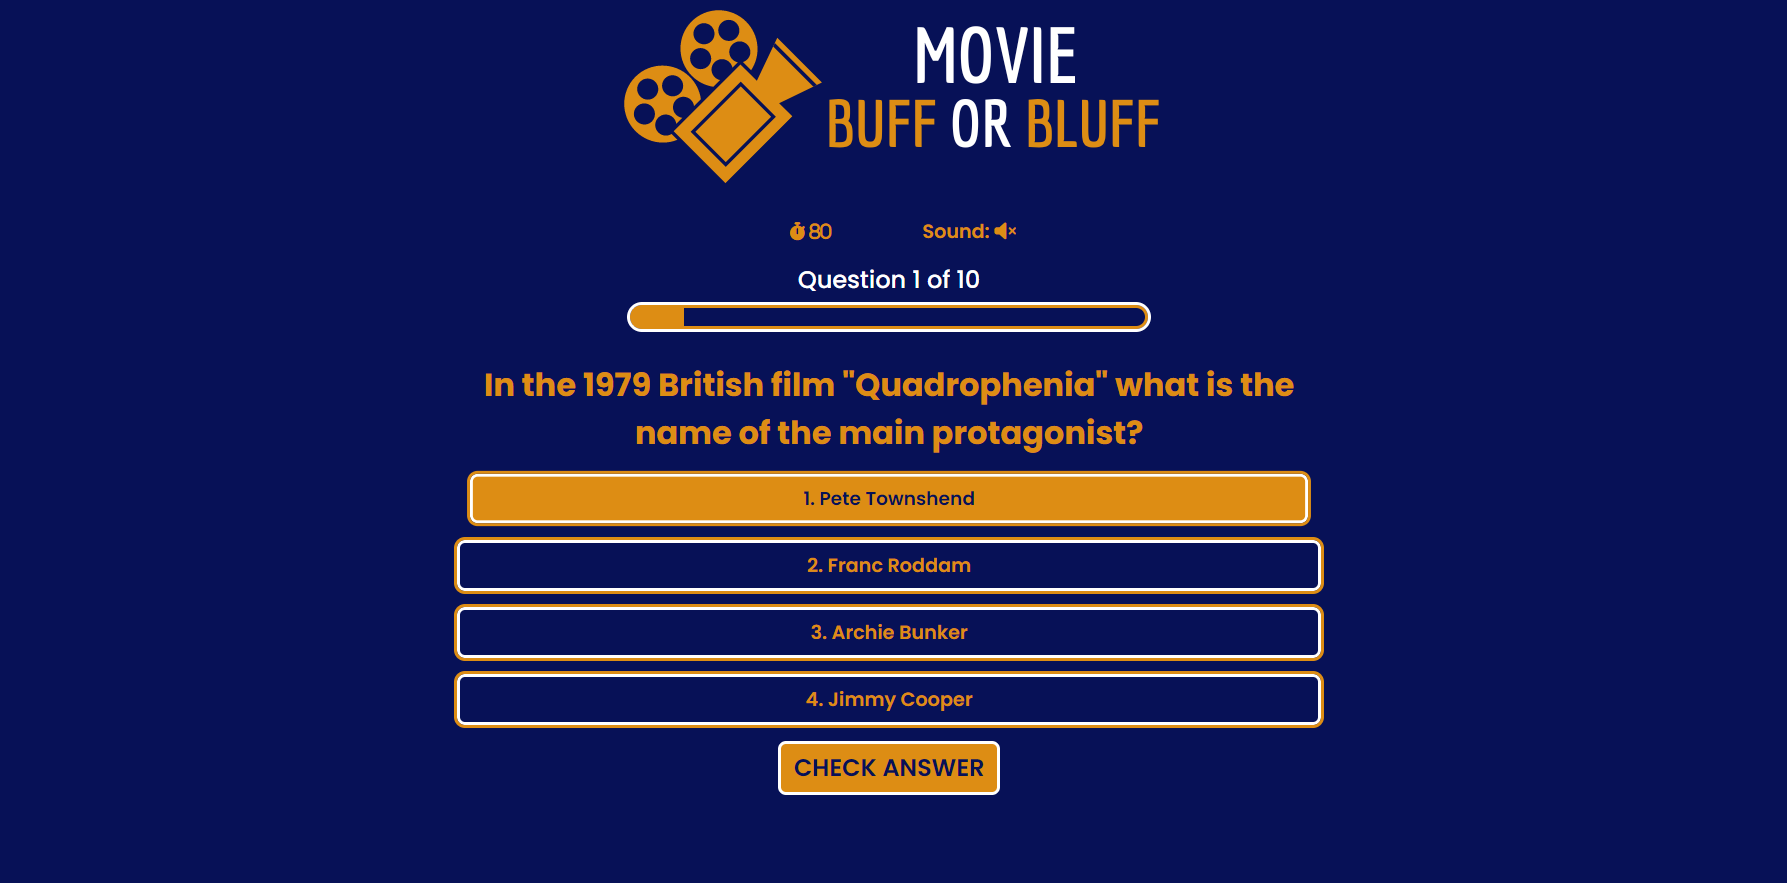 MOVIE
BUFF OR BLUFF
80
Sound:
Question 1 of 10
In the 1979 British film "Quadrophenia" what is the
name of the main protagonist?
1. Pete Townshend
2. Franc Roddam
3. Archie Bunker
4. Jimmy Cooper
CHECK ANSWER